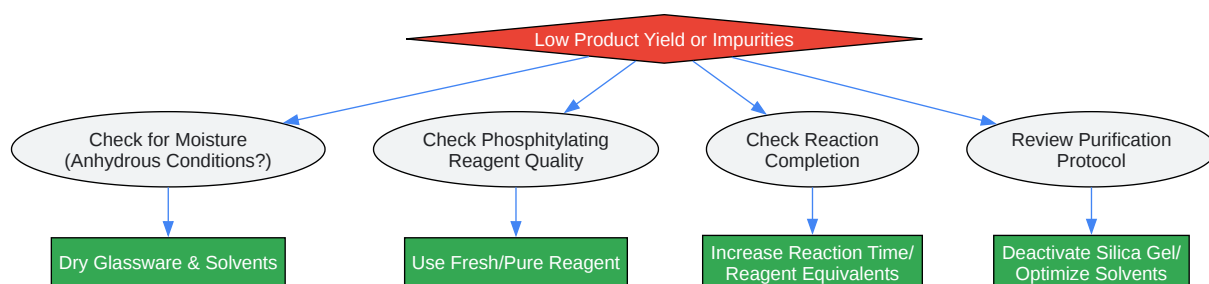 Low Product Yield or Impurities
Check for Moisture
(Anhydrous Conditions?)
Check Phosphitylating
Reagent Quality
Check Reaction
Completion
Review Purification
Protocol
Dry Glassware & Solvents
Use Fresh/Pure Reagent
Increase Reaction Time/
Reagent Equivalents
Deactivate Silica Gel/
Optimize Solvents